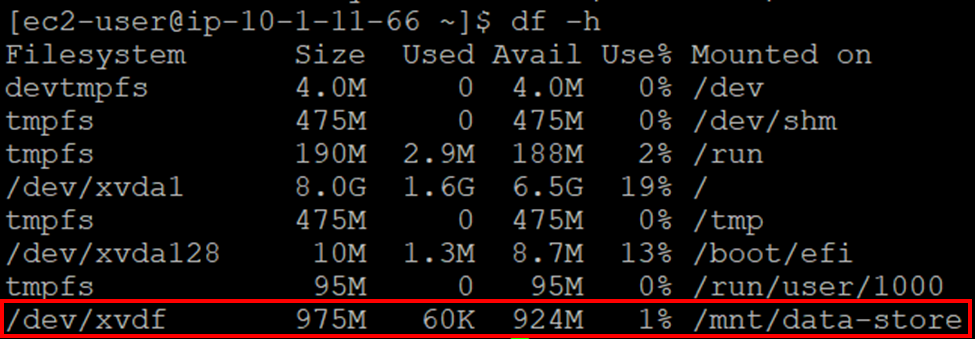 [ec2-user@ip-10-1-11-66 ~]$ df -h
Filesystem      Size  Used Avail Use% Mounted on
devtmpfs        4.0M     0  4.0M   0% /dev
tmpfs           475M     0  475M   0% /dev/shm
tmpfs           190M  2.9M  188M   2% /run
/dev/xvda1      8.0G  1.6G  6.5G  19% /
tmpfs           475M     0  475M   0% /tmp
/dev/xvda128     10M  1.3M  8.7M  13% /boot/efi
tmpfs            95M     0   95M   0% /run/user/1000
/dev/xvdf       975M   60K  924M   1% /mnt/data-store